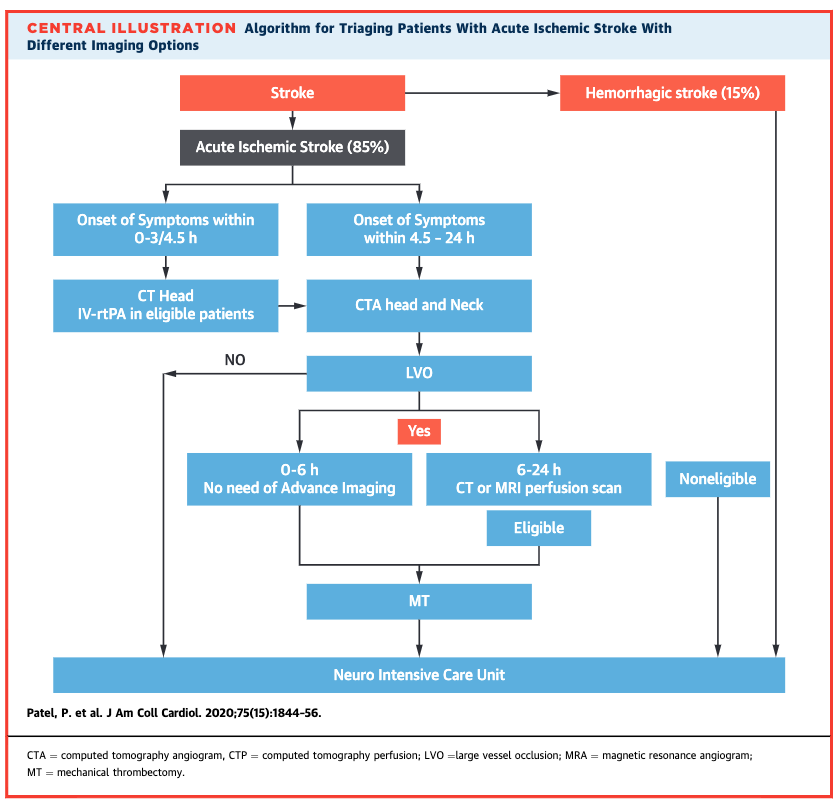 CENTRAL ILLUSTRATION Algorithm for Triaging Patients With Acute Ischemic Stroke With
Different Imaging Options
Stroke
Hemorrhagic stroke (15%)
Acute Ischemic Stroke (85%)
Onset of Symptoms within
0-3/4.5 h
Onset of Symptoms
within 4.5 – 24 h
CT Head
IV-rtPA in eligible patients
CTA head and Neck
NO
LVO
Yes
0-6 h
No need of Advance Imaging
6-24 h
CT or MRI perfusion scan
Noneligible
Eligible
MT
Neuro Intensive Care Unit
Patel, P. et al. J Am Coll Cardiol. 2020;75(15):1844–56.
CTA = computed tomography angiogram, CTP = computed tomography perfusion; LVO =large vessel occlusion; MRA = magnetic resonance angiogram;
MT = mechanical thrombectomy.